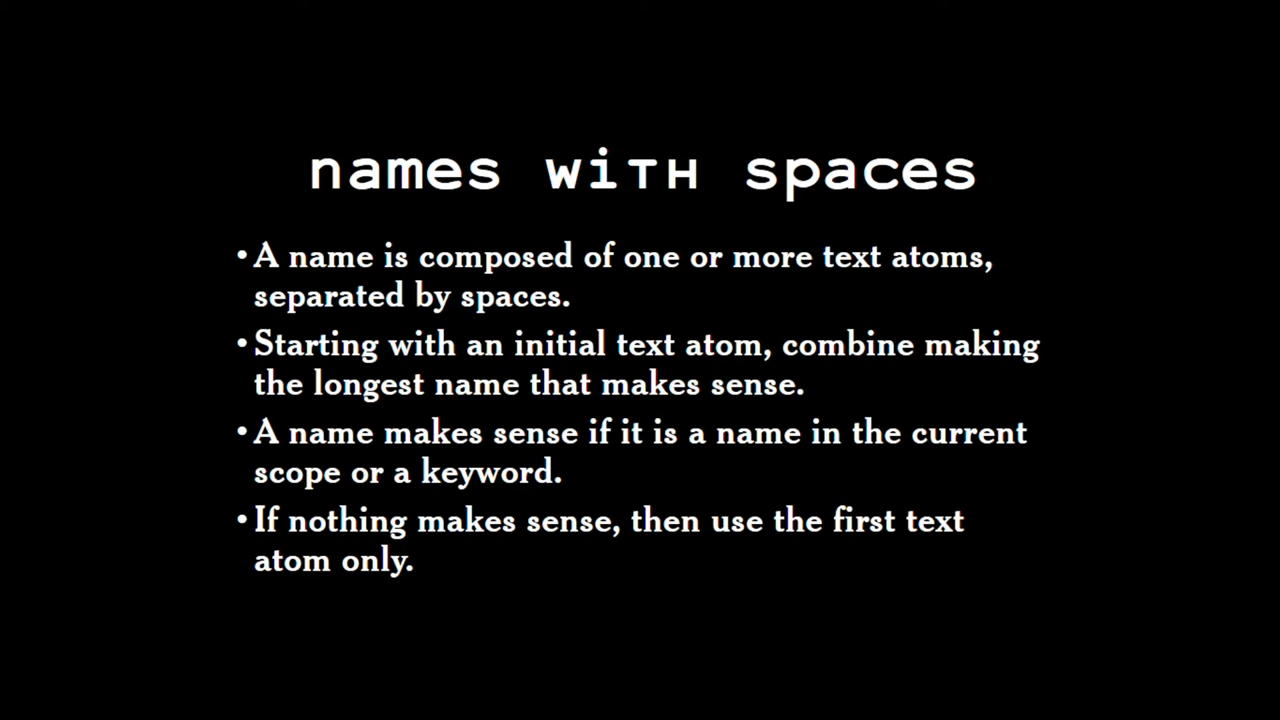 names wiTH spaces
• A name is composed of one or more text atoms,
separated by spaces.
• Starting with an initial text atom, combine making
the longest name that makes sense.
• A name makes sense if it is a name in the current
scope or a keyword.
• If nothing makes sense, then use the first text
atom only.